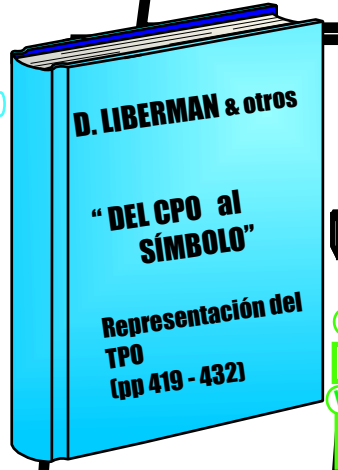 D. LIBERMAN & otros
“ DEL CPO al
SÍMBOLO”
Representación del
TPO
(pp 419 - 432)